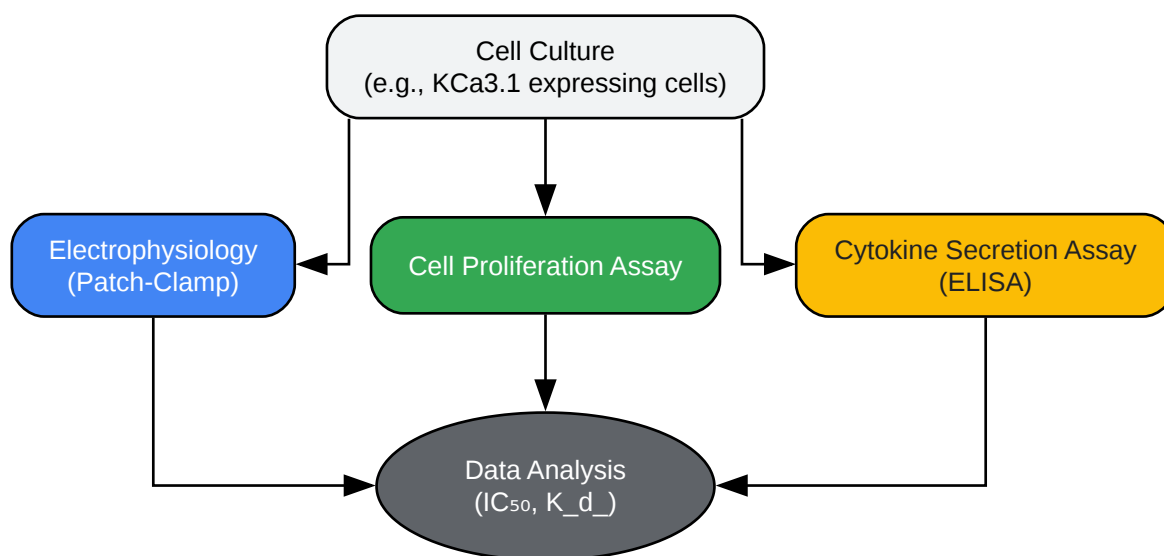 Cell Culture
(e.g., KCa3.1 expressing cells)
Electrophysiology
(Patch-Clamp)
Cell Proliferation Assay
Cytokine Secretion Assay
(ELISA)
Data Analysis
(IC₅₀, K_d_)